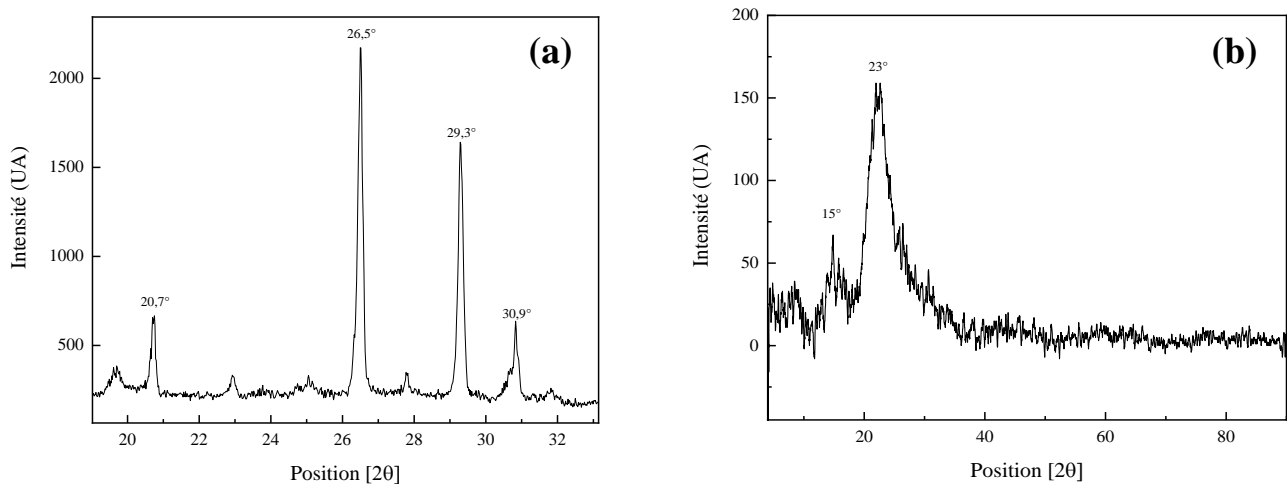 (a)
26,5°
29,3°
20,7°
30,9°
2000
1500
1000
500
20 22 24 26 28 30 32
Intensité (UA)
Position [2θ]
(b)
23°
15°
200
150
100
50
0
20 40 60 80
Intensité (UA)
Position [2θ]